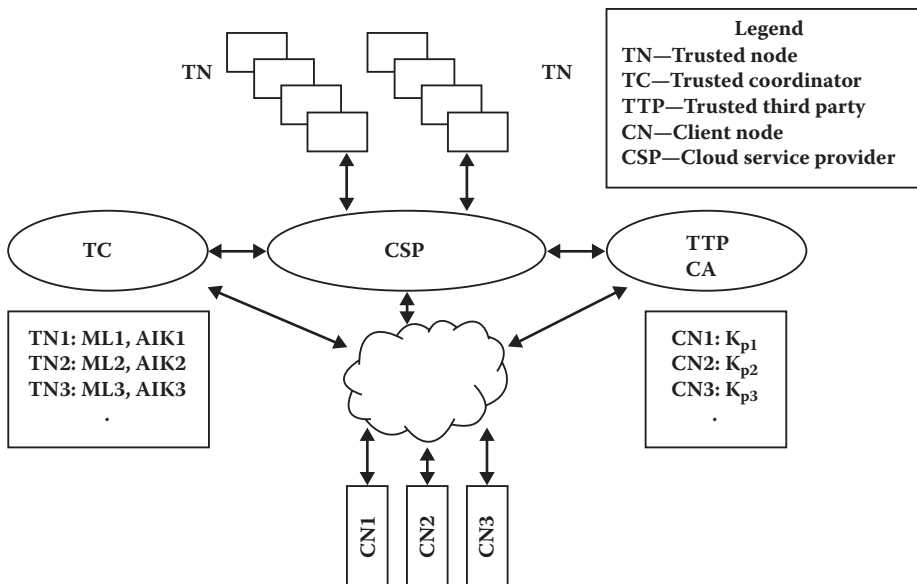 TN
TN
Legend
TN—Trusted node
TC—Trusted coordinator
TTP—Trusted third party
CN—Client node
CSP—Cloud service provider
TC
CSP
TTP
CA
TN1: ML1, AIK1
TN2: ML2, AIK2
TN3: ML3, AIK3
.
CN1: Kp1
CN2: Kp2
CN3: Kp3
.
CN1
CN2
CN3